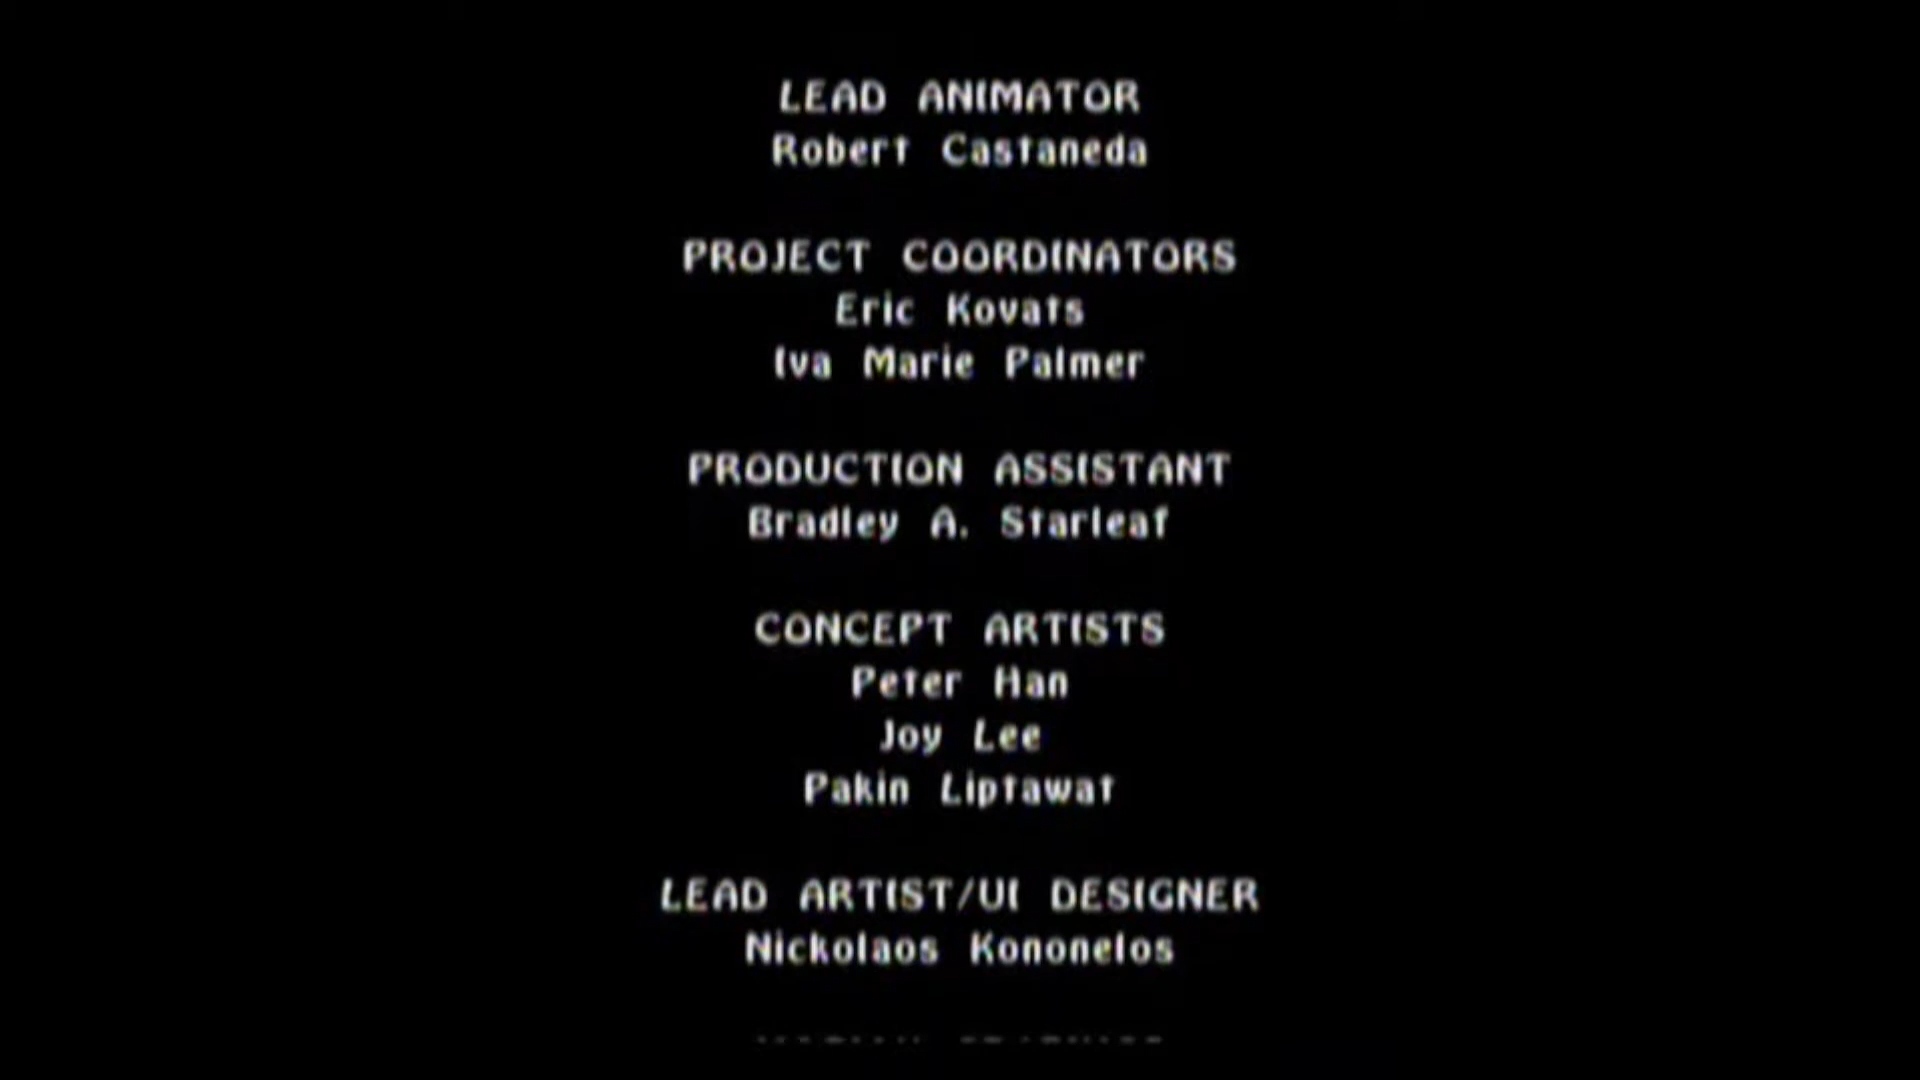 LEAD ANIMATOR
Robert Castaneda
PROJECT COORDINATORS
Eric Kovats
Iva Marie Palmer
PRODUCTION ASSISTANT
Bradley A. Starleaf
CONCEPT ARTISTS
Peter Han
Joy Lee
Pakin Liptawat
LEAD ARTIST/UI DESIGNER
Nickolaos Kononelos